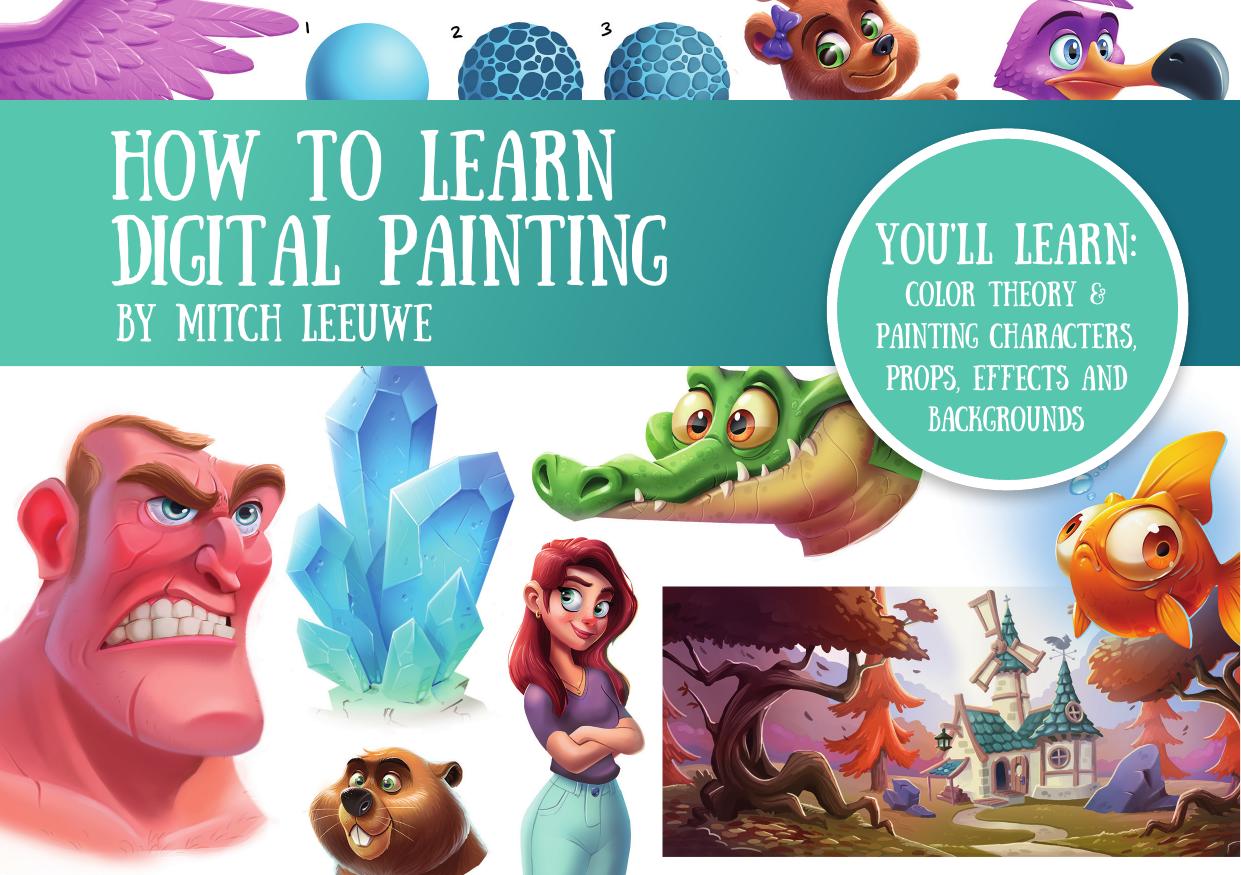 1 2 3
HOW TO LEARN
DIGITAL PAINTING
BY MITCH LEEUWE
YOU'LL LEARN:
COLOR THEORY &
PAINTING CHARACTERS,
PROPS, EFFECTS AND
BACKGROUNDS